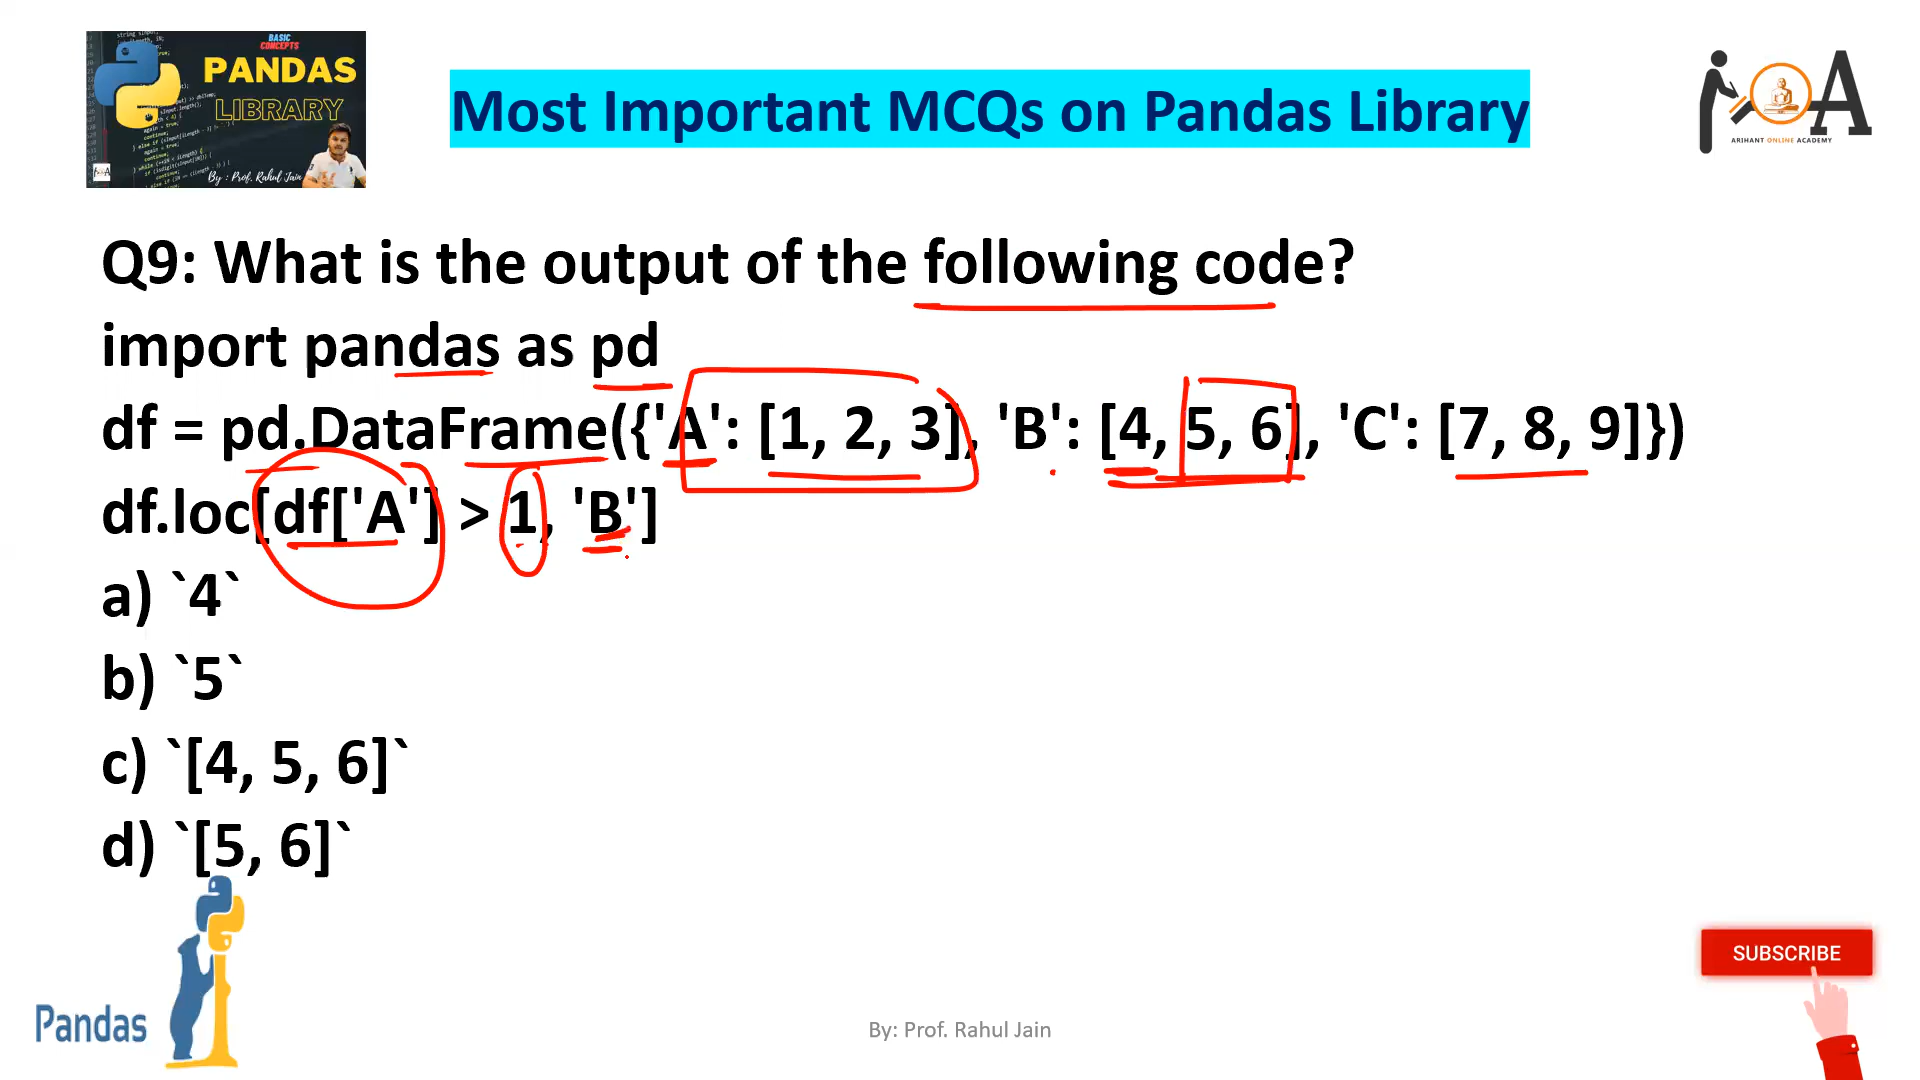 BASIC
CONCEPTS
PANDAS
LIBRARY
By : Prof. Rahul Jain
Most Important MCQs on Pandas Library
ARIHANT ONLINE ACADEMY
Q9: What is the output of the following code?
import pandas as pd
df = pd.DataFrame({'A': [1, 2, 3], 'B': [4, 5, 6], 'C': [7, 8, 9]})
df.loc[df['A'] > 1, 'B']
a) `4`
b) `5`
c) `[4, 5, 6]`
d) `[5, 6]`
Pandas
By: Prof. Rahul Jain
SUBSCRIBE